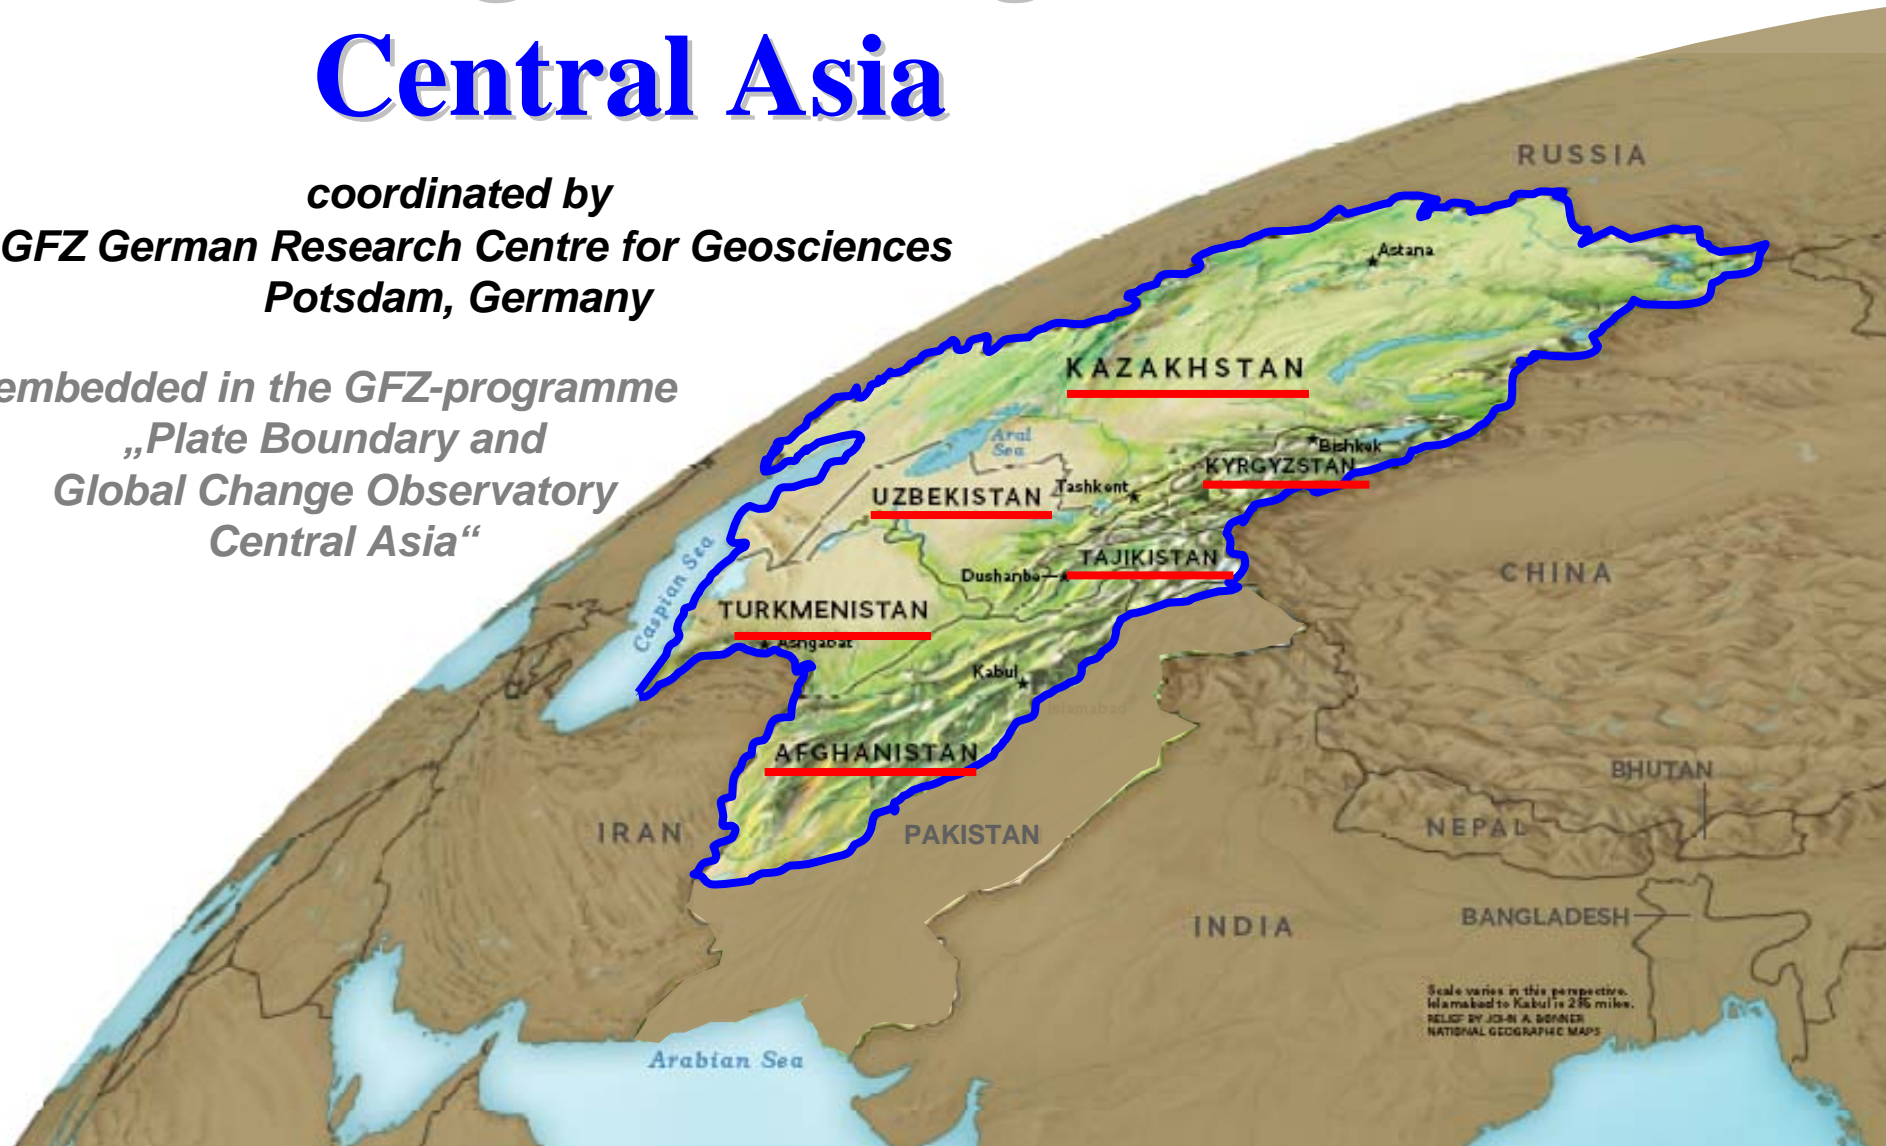 Central Asia
coordinated by
GFZ German Research Centre for Geosciences
Potsdam, Germany
embedded in the GFZ-programme
„Plate Boundary and
Global Change Observatory
Central Asia“
RUSSIA
Astana
KAZAKHSTAN
Aral
Sea
Bishkek
KYRGYZSTAN
Tashkent
UZBEKISTAN
Caspian Sea
TAJIKISTAN
Dushanbe
CHINA
TURKMENISTAN
Ashgabat
Kabul
Islamabad
AFGHANISTAN
BHUTAN
IRAN
PAKISTAN
NEPAL
INDIA
BANGLADESH
Scale varies in this perspective.
Islamabad to Kabul is 235 miles.
RELIEF BY JOHN A. BONNER
NATIONAL GEOGRAPHIC MAPS
Arabian Sea